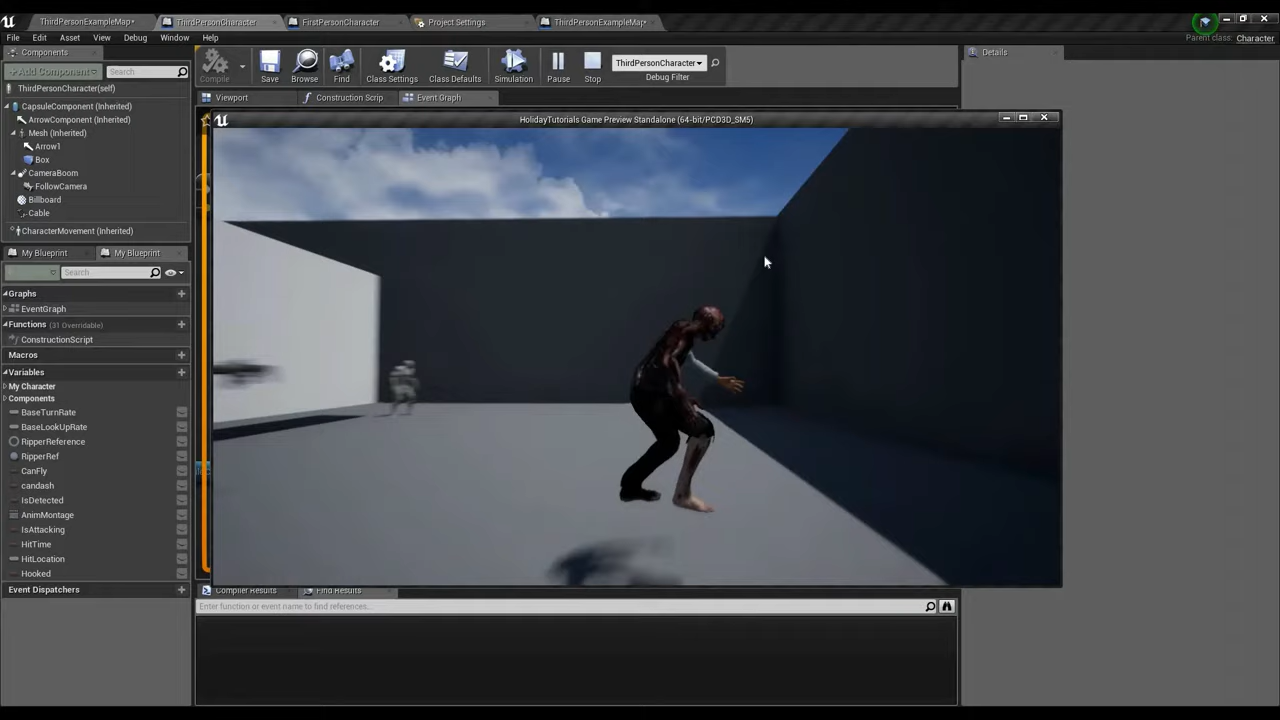 ThirdPersonExampleMap*
ThirdPersonCharacter
FirstPersonCharacter
Project Settings
ThirdPersonExampleMap*
File Edit Asset View Debug Window Help
Parent class: Character
Components
Details
+Add Component
Search
Compile
Save
Browse
Find
Class Settings
Class Defaults
Simulation
Pause
Stop
ThirdPersonCharacter
Debug Filter
ThirdPersonCharacter(self)
Viewport
Construction Scrip
Event Graph
CapsuleComponent (Inherited)
ArrowComponent (Inherited)
Mesh (Inherited)
Arrow1
Box
CameraBoom
FollowCamera
Billboard
Cable
CharacterMovement (Inherited)
HolidayTutorials Game Preview Standalone (64-bit/PCD3D_SM5)
My Blueprint
My Blueprint
Search
Graphs
EventGraph
Functions (31 Overridable)
ConstructionScript
Macros
Variables
My Character
Components
BaseTurnRate
BaseLookUpRate
RipperReference
RipperRef
CanFly
candash
IsDetected
AnimMontage
IsAttacking
HitTime
HitLocation
Hooked
Event Dispatchers
Compiler Results
Find Results
Enter function or event name to find references...